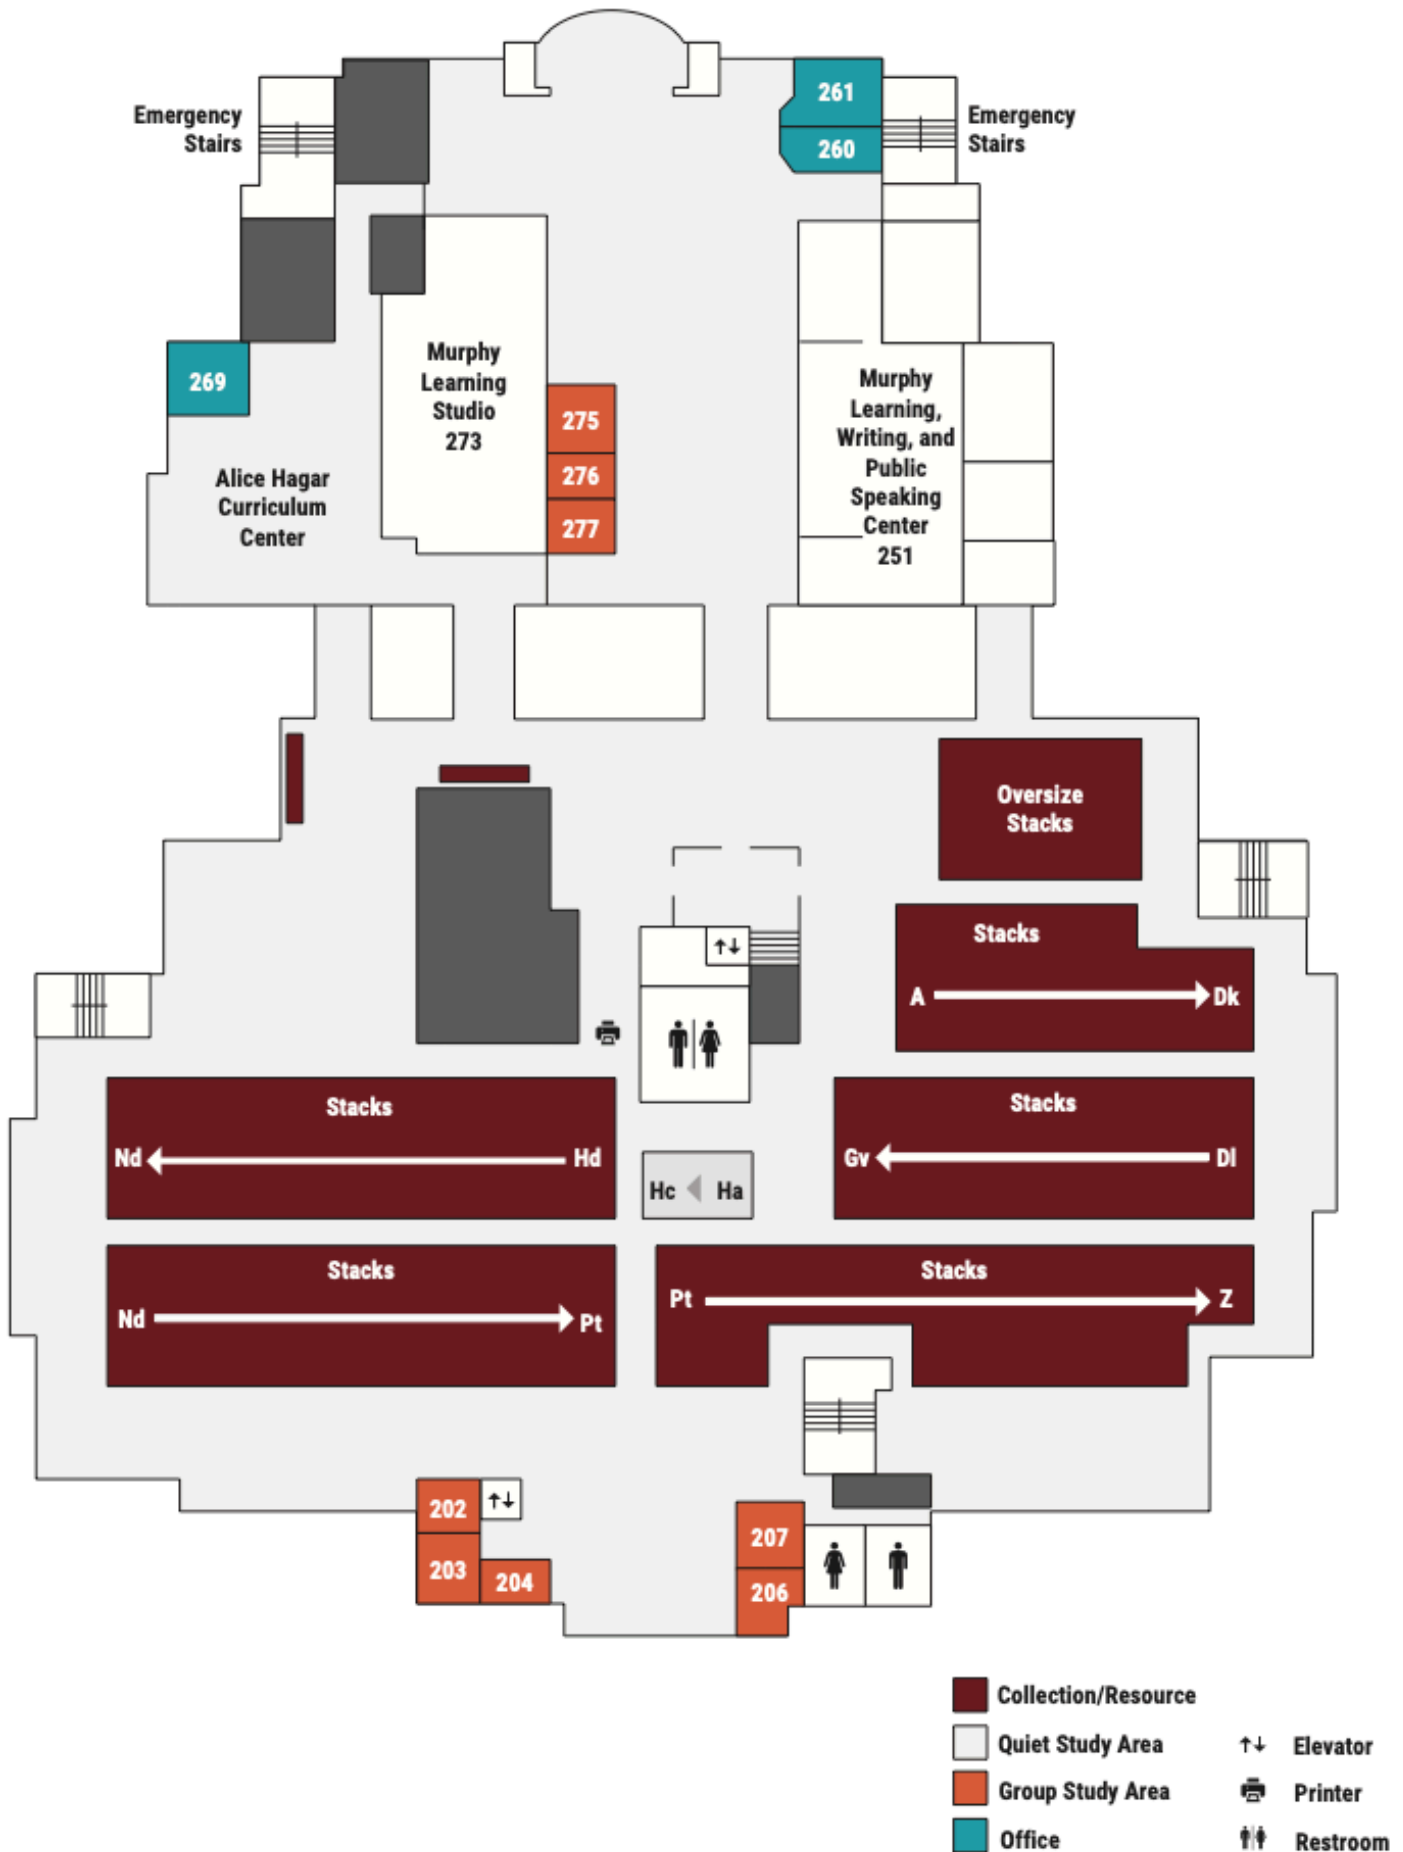 261
Emergency
Stairs
Emergency
Stairs
260
Murphy
Learning
Studio
273
269
Murphy
Learning,
Writing, and
Public
Speaking
Center
251
275
276
277
Alice Hagar
Curriculum
Center
Oversize
Stacks
Stacks
A
Dk
Stacks
Nd
Hd
Stacks
Gv
Dl
Hc
Ha
Stacks
Nd
Pt
Stacks
Pt
Z
202
203
204
207
206
Collection/Resource
Quiet Study Area
Group Study Area
Office
Elevator
Printer
Restroom